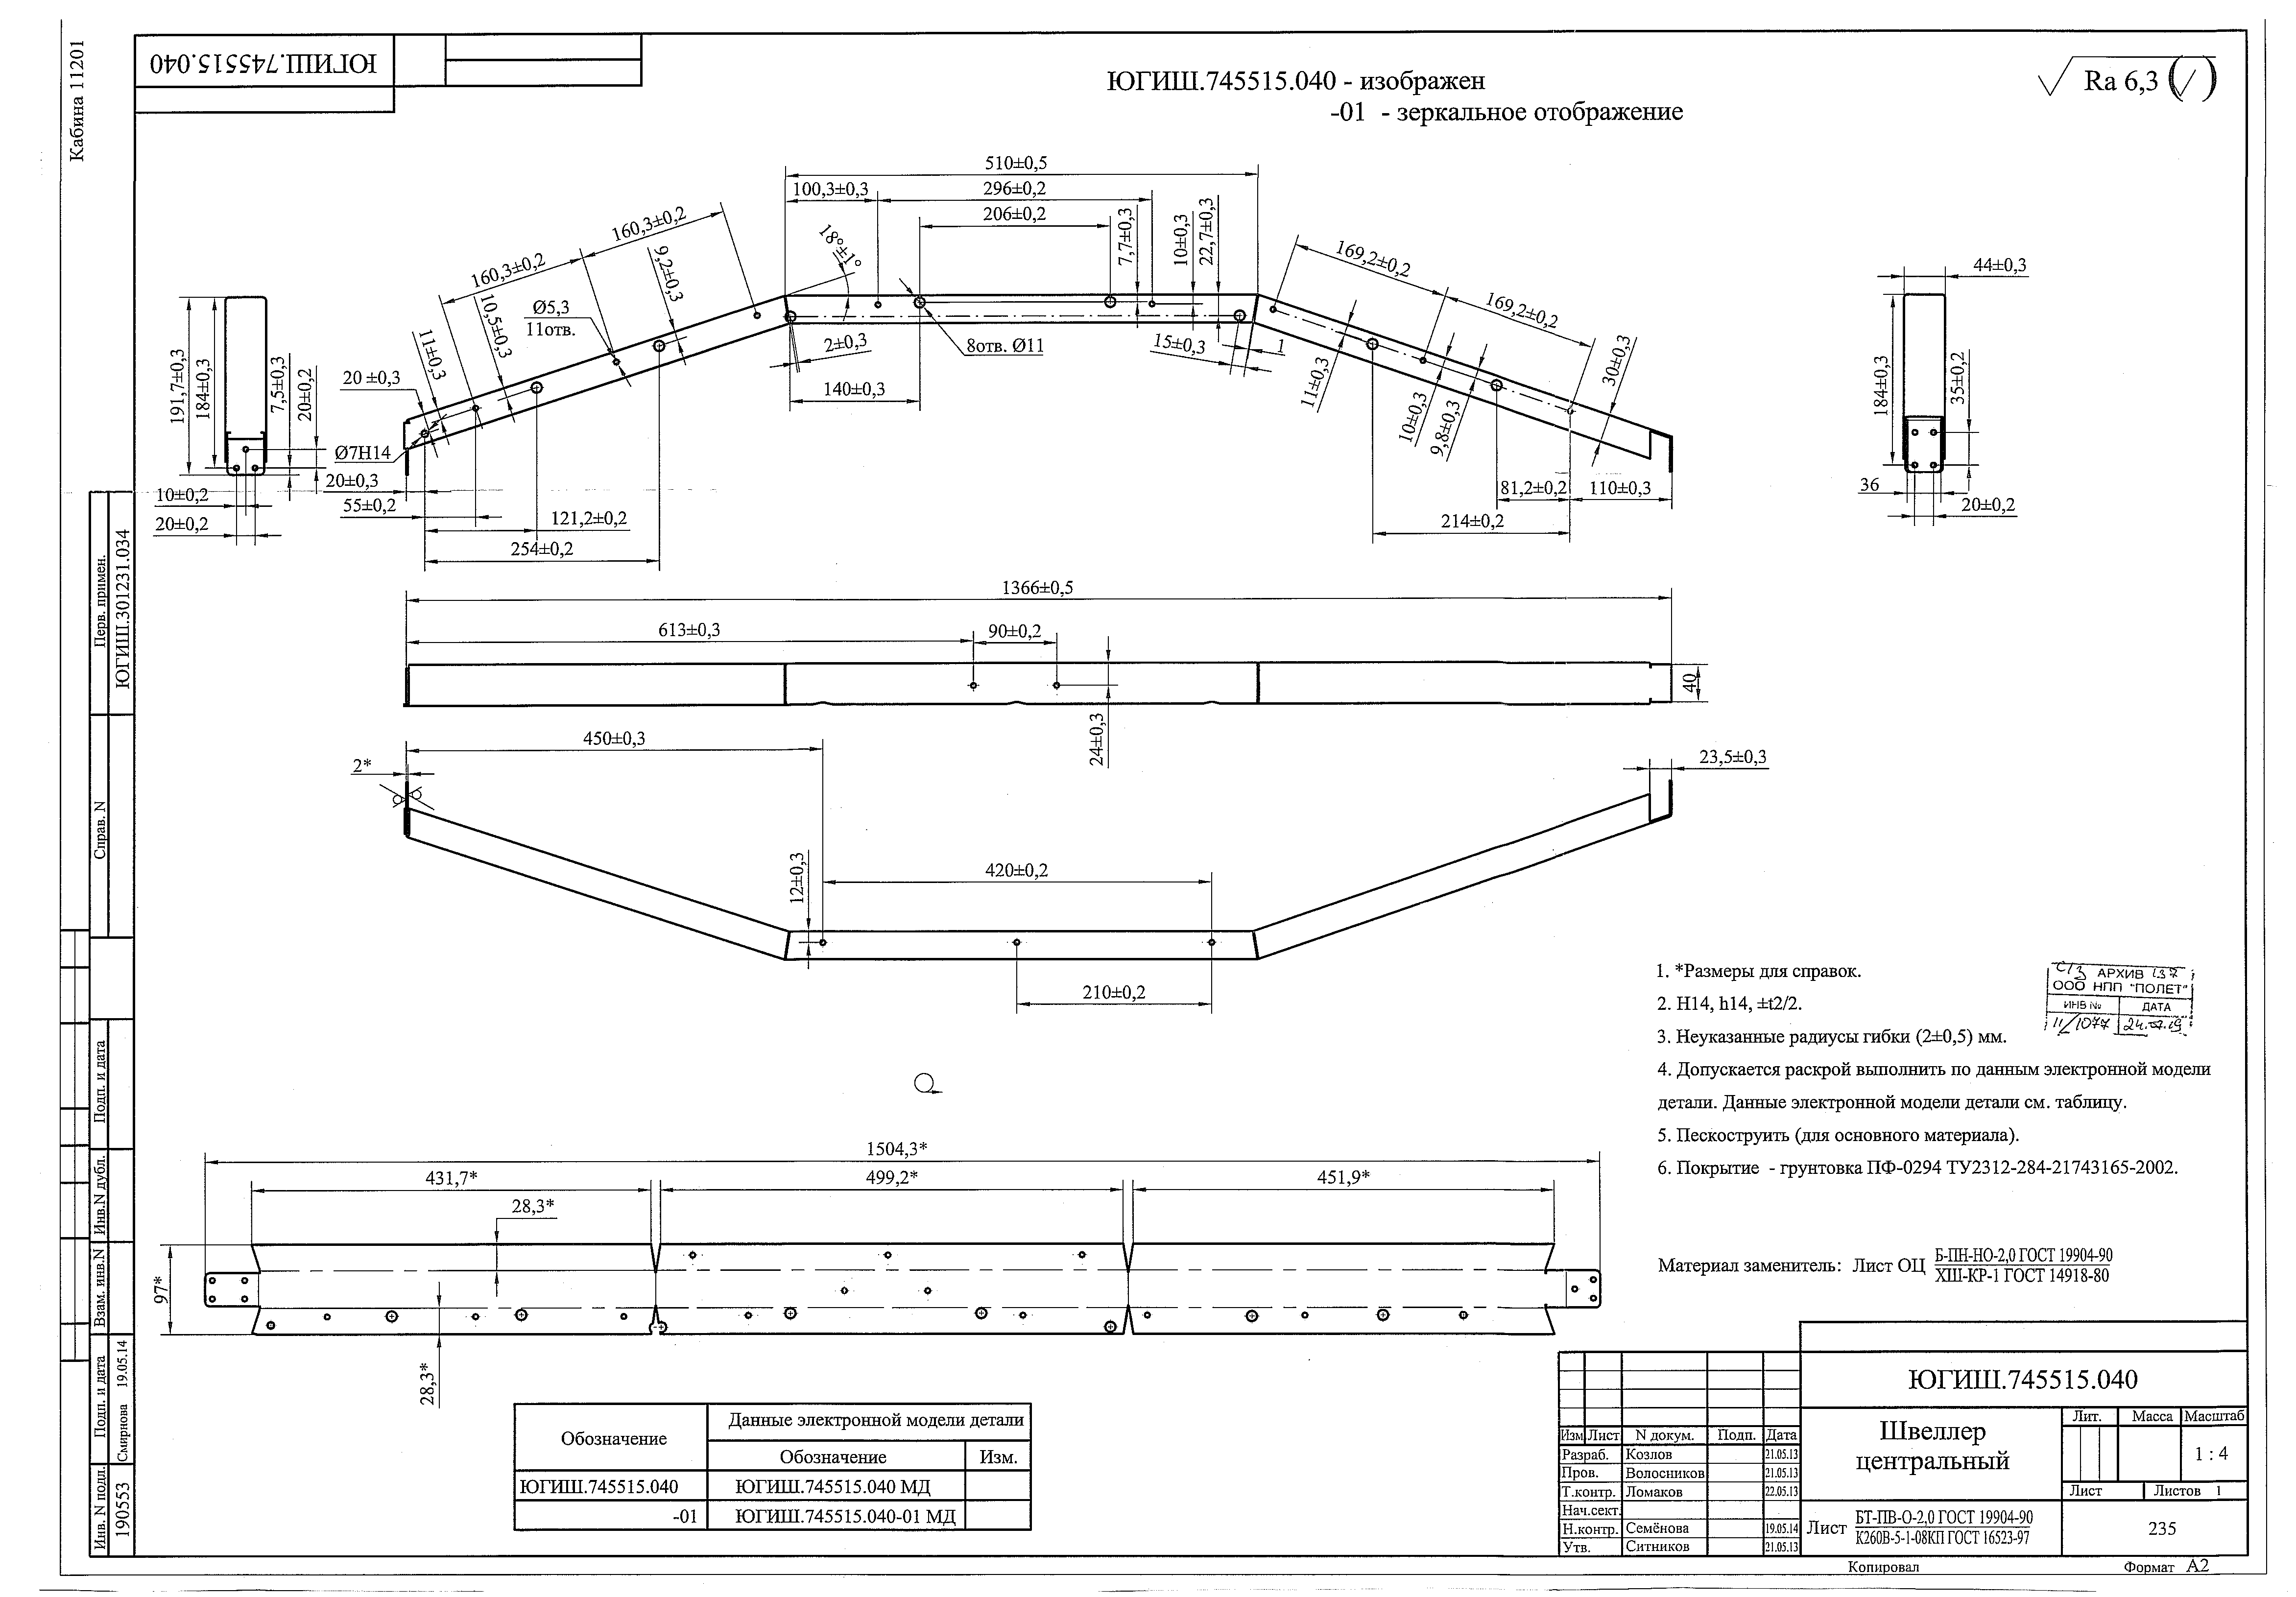 Кабина 11201
ЮГИШ.745515.040
ЮГИШ.745515.040 - изображен
-01 - зеркальное отображение
Ra 6,3
510±0,5
100,3±0,3
296±0,2
206±0,2
160,3±0,2
160,3±0,2
9,2±0,3
18°±1°
7,7±0,3
10±0,3
22,7±0,3
169,2±0,2
169,2±0,2
10,5±0,3
Ø5,3
11отв.
11±0,3
20 ±0,3
Ø7H14
2±0,3
140±0,3
8отв. Ø11
15±0,3
1
11±0,3
10±0,3
9,8±0,3
30±0,3
191,7±0,3
184±0,3
7,5±0,3
20±0,2
10±0,2
20±0,2
20±0,3
55±0,2
121,2±0,2
254±0,2
81,2±0,2
110±0,3
214±0,2
44±0,3
184±0,3
35±0,2
36
20±0,2
1366±0,5
613±0,3
90±0,2
24±0,3
40
450±0,3
2*
23,5±0,3
12±0,3
420±0,2
210±0,2
1504,3*
431,7*
499,2*
451,9*
28,3*
97*
28,3*
1. *Размеры для справок.
2. H14, h14, ±t2/2.
3. Неуказанные радиусы гибки (2±0,5) мм.
4. Допускается раскрой выполнить по данным электронной модели
детали. Данные электронной модели детали см. таблицу.
5. Пескоструить (для основного материала).
6. Покрытие - грунтовка ПФ-0294 ТУ2312-284-21743165-2002.
АРХИВ
ООО НПП "ПОЛЕТ"
ИНВ № ДАТА
11/1077
Материал заменитель: Лист ОЦ Б-ПН-НО-2,0 ГОСТ 19904-90
ХШ-КР-1 ГОСТ 14918-80
Обозначение
Данные электронной модели детали
Обозначение Изм.
ЮГИШ.745515.040 ЮГИШ.745515.040 МД
-01 ЮГИШ.745515.040-01 МД
Перв. примен.
ЮГИШ.301231.034
Справ. N
Подп. и дата
Инв.N дубл.
Взам. инв.N
Подп. и дата
Смирнова 19.05.14
Инв. N подл.
190553
ЮГИШ.745515.040
Швеллер
центральный
Лит. Масса Масштаб
1 : 4
Лист Листов 1
Изм Лист N докум. Подп. Дата
Разраб. Козлов 21.05.13
Пров. Волосников 21.05.13
Т.контр. Ломаков 22.05.13
Нач.сект.
Н.контр. Семёнова 19.05.14
Утв. Ситников 21.05.13
Лист БТ-ПВ-О-2,0 ГОСТ 19904-90
К260В-5-1-08КП ГОСТ 16523-97
235
Копировал
Формат А2